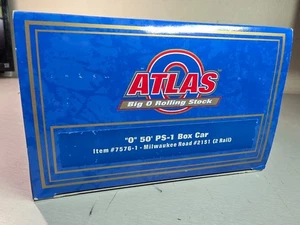 ATLAS
Big O Rolling Stock
"O" 50' PS-1 Box Car
Item #7576-1 - Milwaukee Road #2151 (2 Rail)